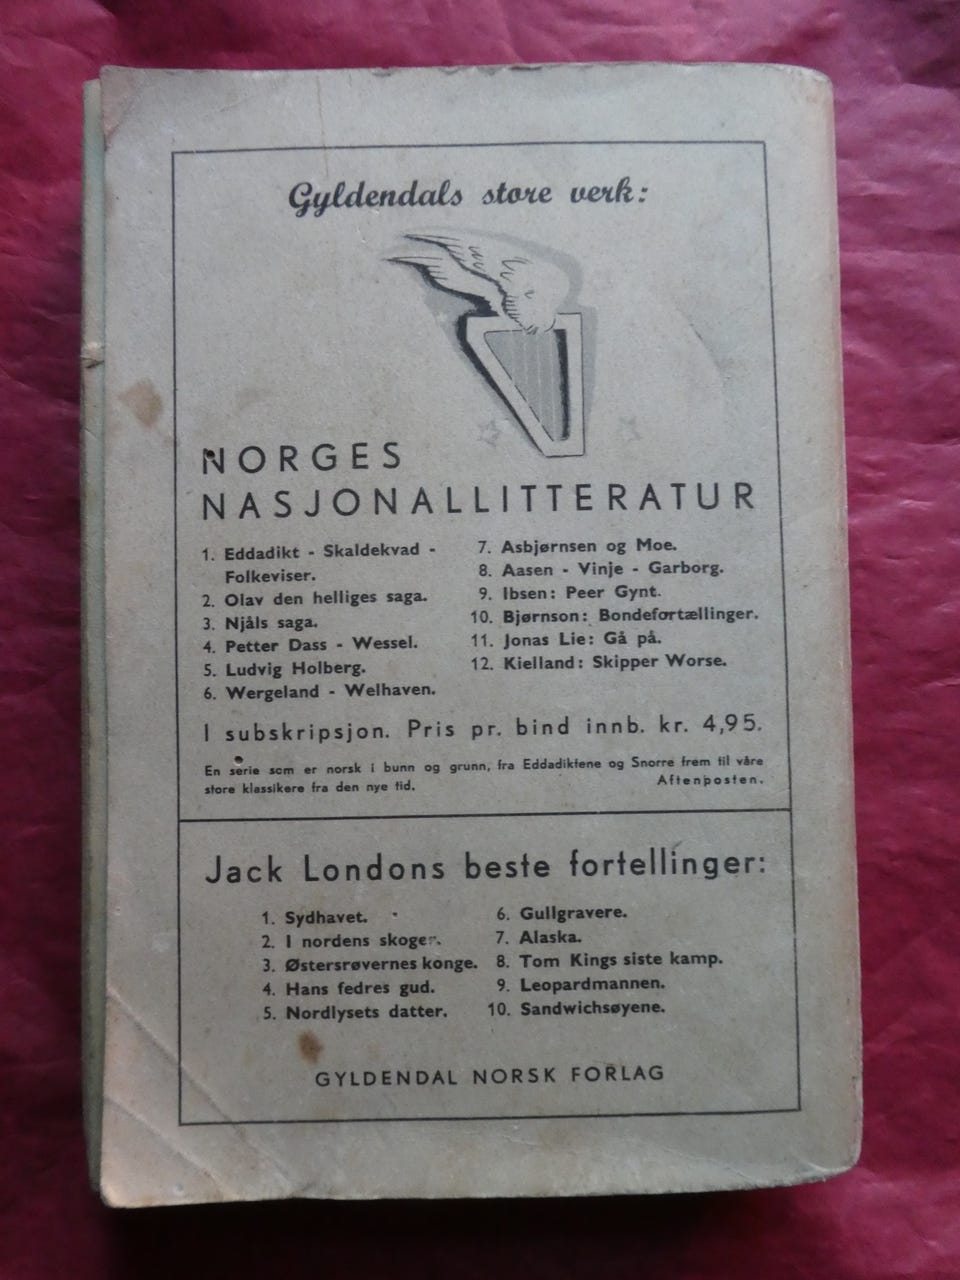 Gyldendals store verk:
NORGES
NASJONALLITTERATUR
1. Eddadikt - Skaldekvad -
Folkeviser.
2. Olav den helliges saga.
3. Njåls saga.
4. Petter Dass - Wessel.
5. Ludvig Holberg.
6. Wergeland - Welhaven.
7. Asbjørnsen og Moe.
8. Aasen - Vinje - Garborg.
9. Ibsen: Peer Gynt.
10. Bjørnson: Bondefortællinger.
11. Jonas Lie: Gå på.
12. Kielland: Skipper Worse.
I subskripsjon. Pris pr. bind innb. kr. 4,95.
En serie som er norsk i bunn og grunn, fra Eddadiktene og Snorre frem til våre
store klassikere fra den nye tid. Aftenposten.
Jack Londons beste fortellinger:
1. Sydhavet.
2. I nordens skoger.
3. Østersrøvernes konge.
4. Hans fedres gud.
5. Nordlysets datter.
6. Gullgravere.
7. Alaska.
8. Tom Kings siste kamp.
9. Leopardmannen.
10. Sandwichsøyene.
GYLDENDAL NORSK FORLAG